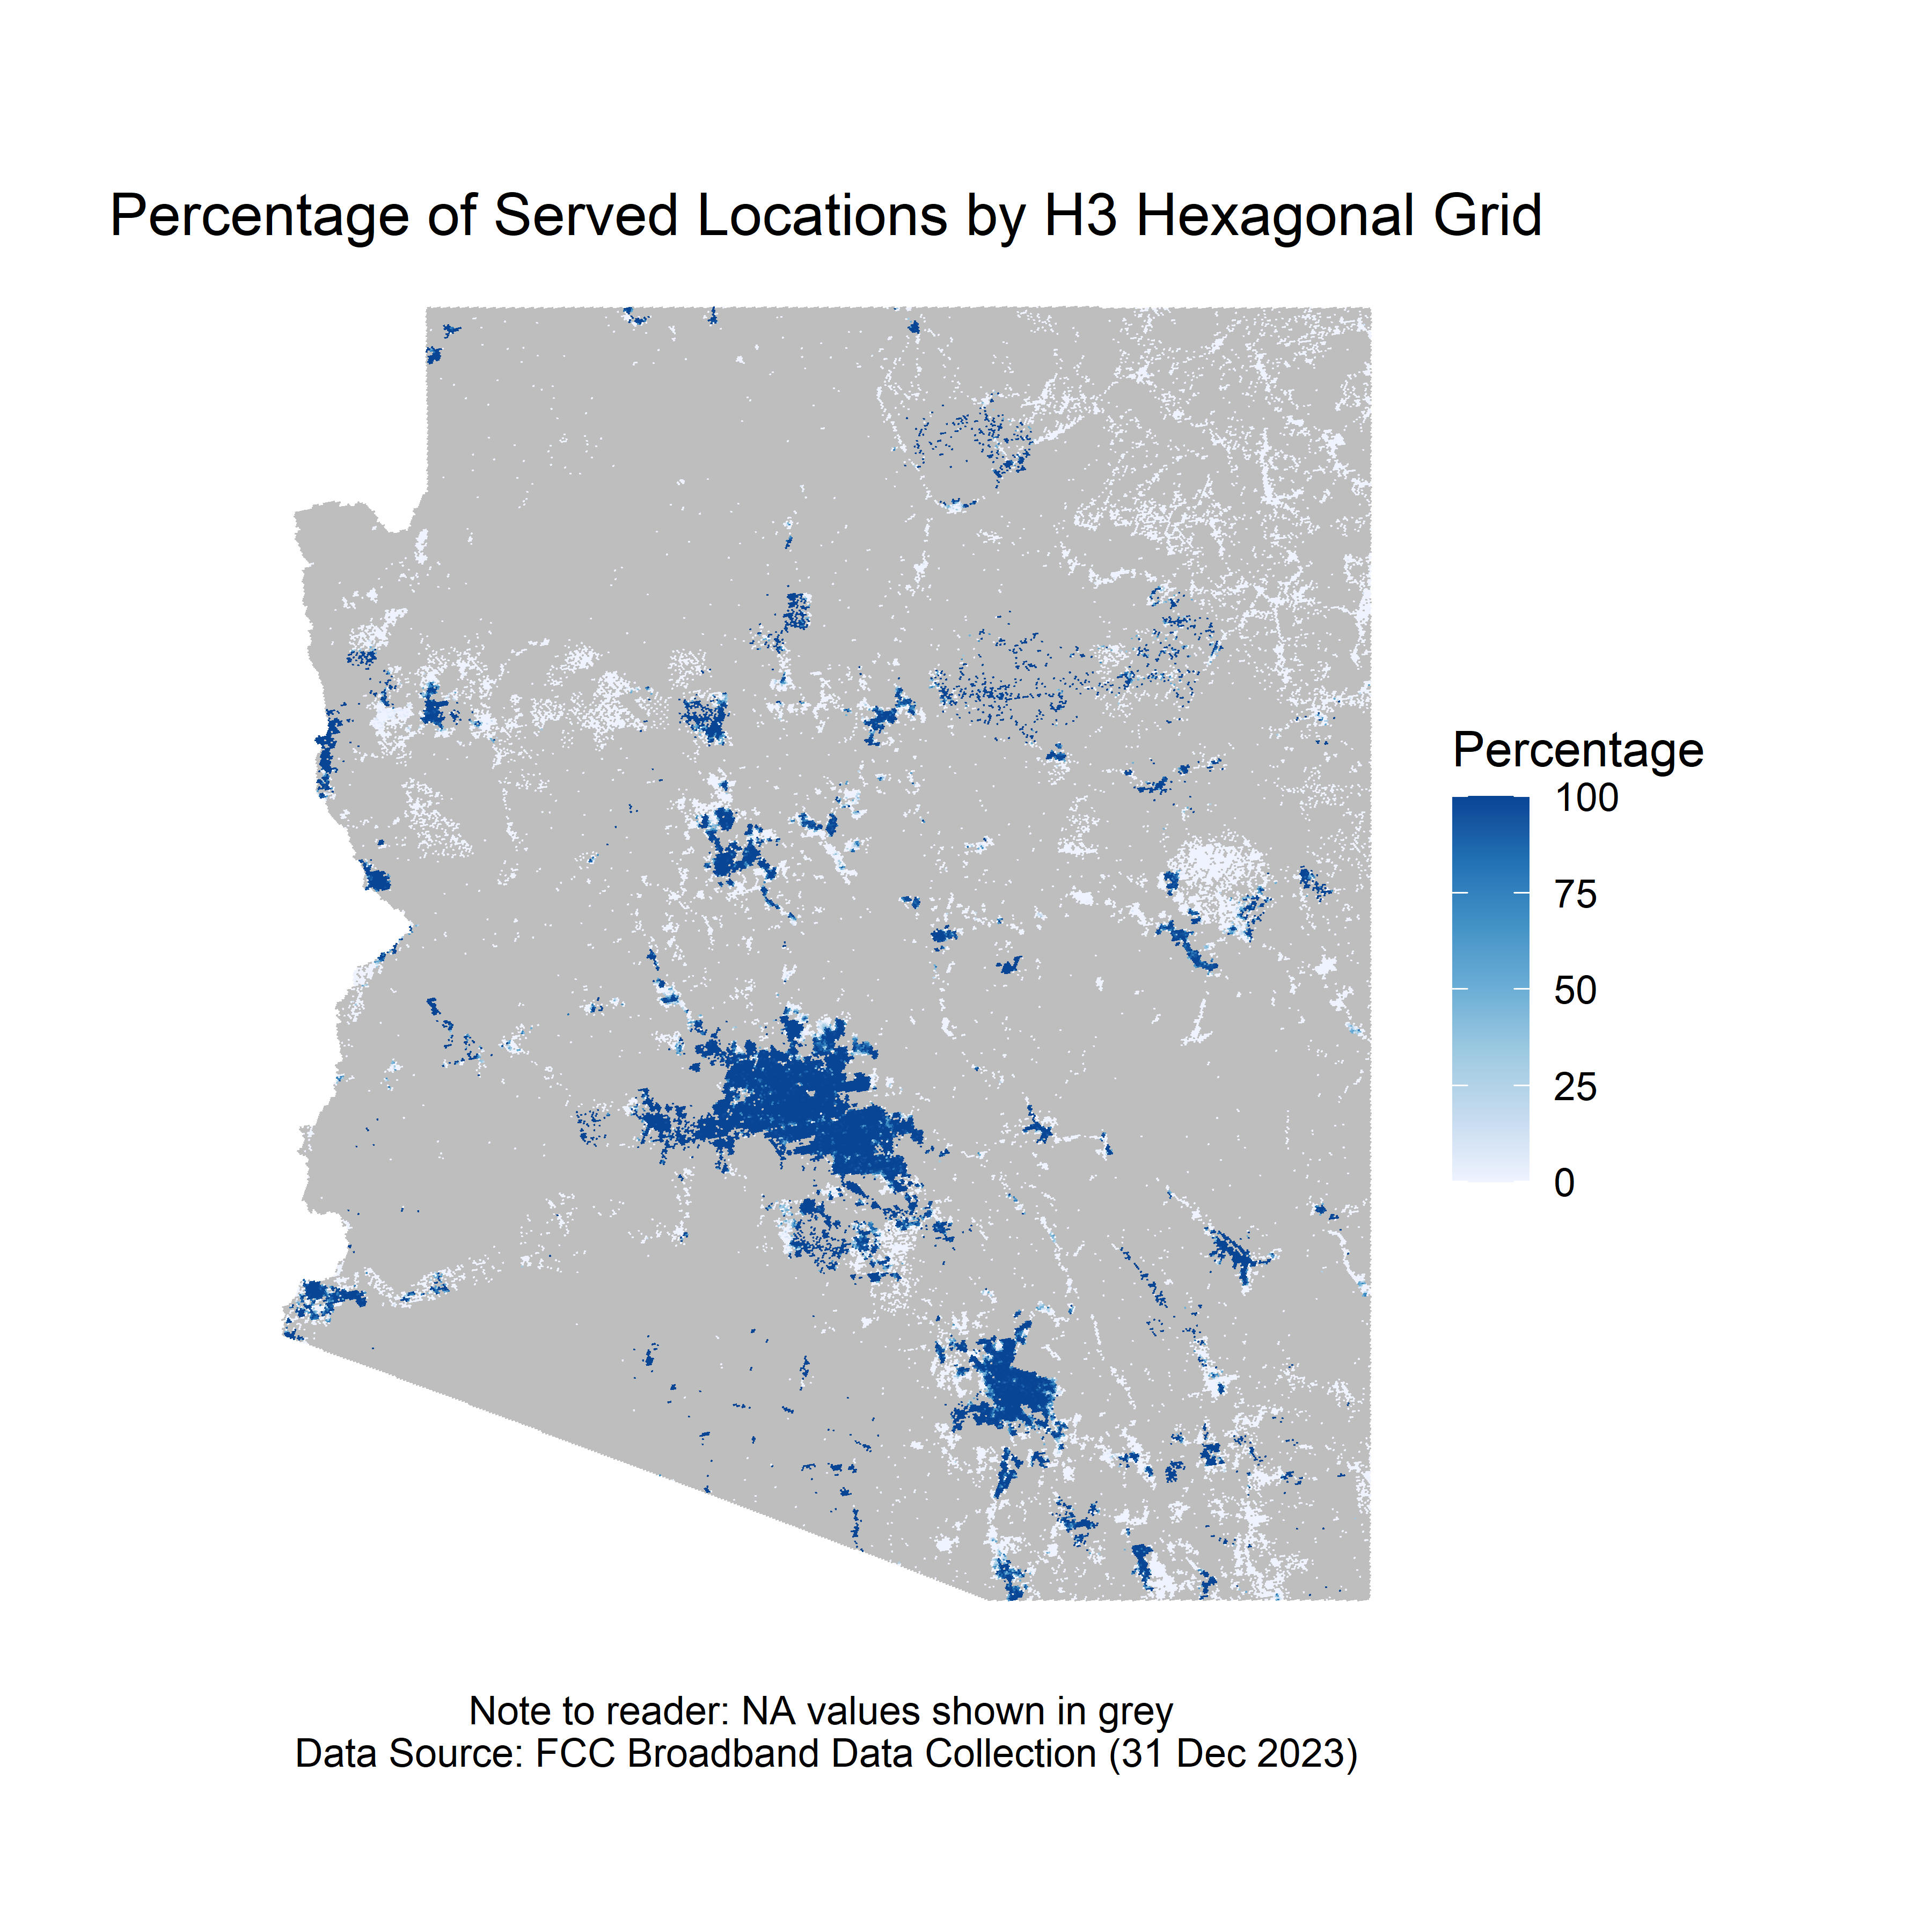 Percentage of Served Locations by H3 Hexagonal Grid
Percentage
100
75
50
25
0
Note to reader: NA values shown in grey
Data Source: FCC Broadband Data Collection (31 Dec 2023)